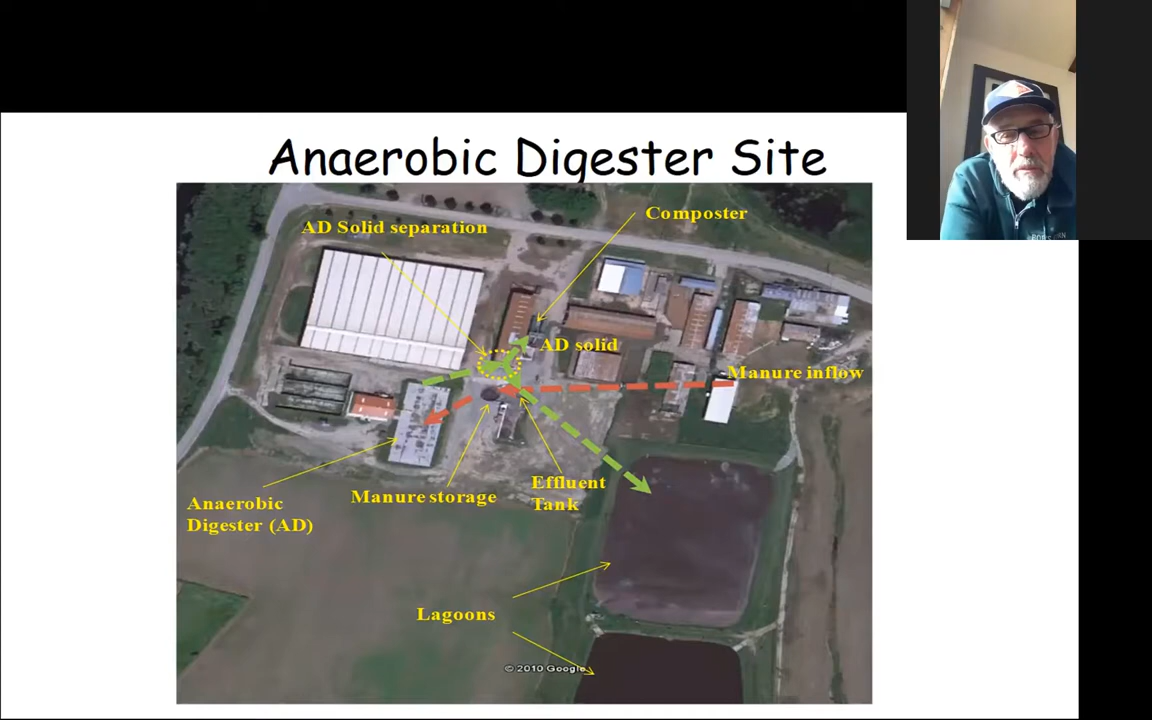 Anaerobic Digester Site
Composter
AD Solid separation
AD solid
Manure inflow
Effluent
Tank
Manure storage
Anaerobic
Digester (AD)
Lagoons
© 2010 Google